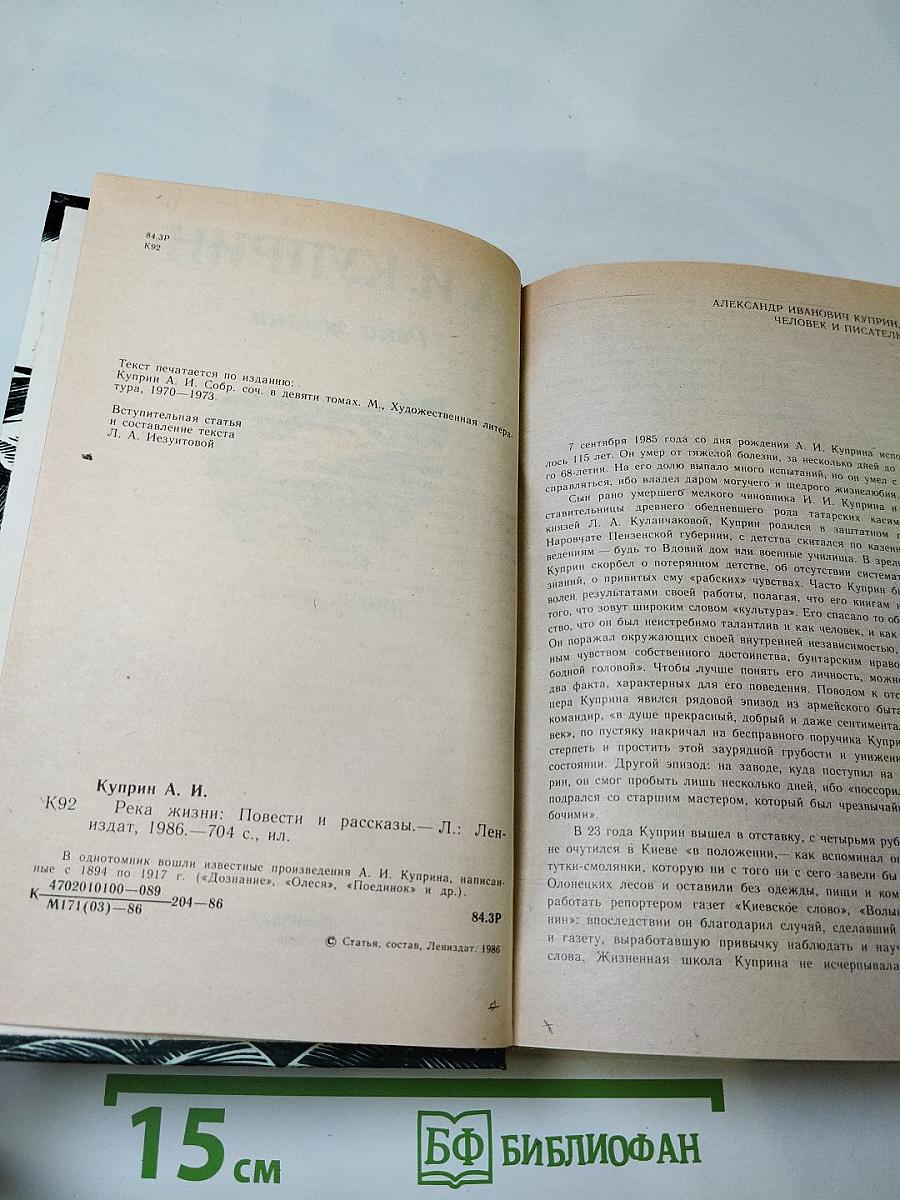 84.3Р
К92
Текст печатается по изданию:
Куприн А. И. Собр. соч. в девяти томах. М., Художественная литера-
тура, 1970—1973.
Вступительная статья
и составление текста
Л. А. Иезуитовой
Куприн А. И.
К92 Река жизни: Повести и рассказы.— Л.: Лен-
издат, 1986.—704 с., ил.
В однотомник вошли известные произведения А. И. Куприна, написан-
ные с 1894 по 1917 г. («Дознание», «Олеся», «Поединок» и др.).
К 4702010100—089
М171(03)—86 204—86
84.3Р
© Статья, состав, Лениздат, 1986
АЛЕКСАНДР ИВАНОВИЧ КУПРИН,
ЧЕЛОВЕК И ПИСАТЕЛЬ
7 сентября 1985 года со дня рождения А. И. Куприна испо
лось 115 лет. Он умер от тяжелой болезни, за несколько дней до
го 68-летия. На его долю выпало много испытаний, но он умел с
справляться, ибо владел даром могучего и щедрого жизнелюбия.
Сын рано умершего мелкого чиновника И. И. Куприна и
ставительницы древнего обедневшего рода татарских касим
князей Л. А. Куланчаковой, Куприн родился в заштатном г
Наровчате Пензенской губернии, с детства скитался по казенн
ведениям — будь то Вдовий дом или военные училища. В зрел
Куприн скорбел о потерянном детстве, об отсутствии системат
знаний, о привитых ему «рабских» чувствах. Часто Куприн б
волен результатами своей работы, полагая, что его книгам н
того, что зовут широким словом «культура». Его спасало то об
ство, что он был неистребимо талантлив и как человек, и как
Он поражал окружающих своей внутренней независимостью,
ным чувством собственного достоинства, бунтарским нраво
бодной головой». Чтобы лучше понять его личность, можн
два факта, характерных для его поведения. Поводом к отс
цера Куприна явился рядовой эпизод из армейского быта
командир, «в душе прекрасный, добрый и даже сентимента
век», по пустяку накричал на бесправного поручика Купри
стерпеть и простить этой заурядной грубости и унижени
состоянии. Другой эпизод: на заводе, куда поступил на
рин, он смог пробыть лишь несколько дней, ибо «поссори
подрался со старшим мастером, который был чрезвычай
бочими».
В 23 года Куприн вышел в отставку, с четырьмя руб
не очутился в Киеве «в положении,— как вспоминал он
тутки-смолянки, которую ни с того ни с сего завели бы
Олонецких лесов и оставили без одежды, пищи и ком
работать репортером газет «Киевское слово», «Волын
нин»: впоследствии он благодарил случай, сделавший
и газету, выработавшую привычку наблюдать и науч
слова. Жизненная школа Куприна не исчерпывала
15 см
БФ БИБЛИОФАН